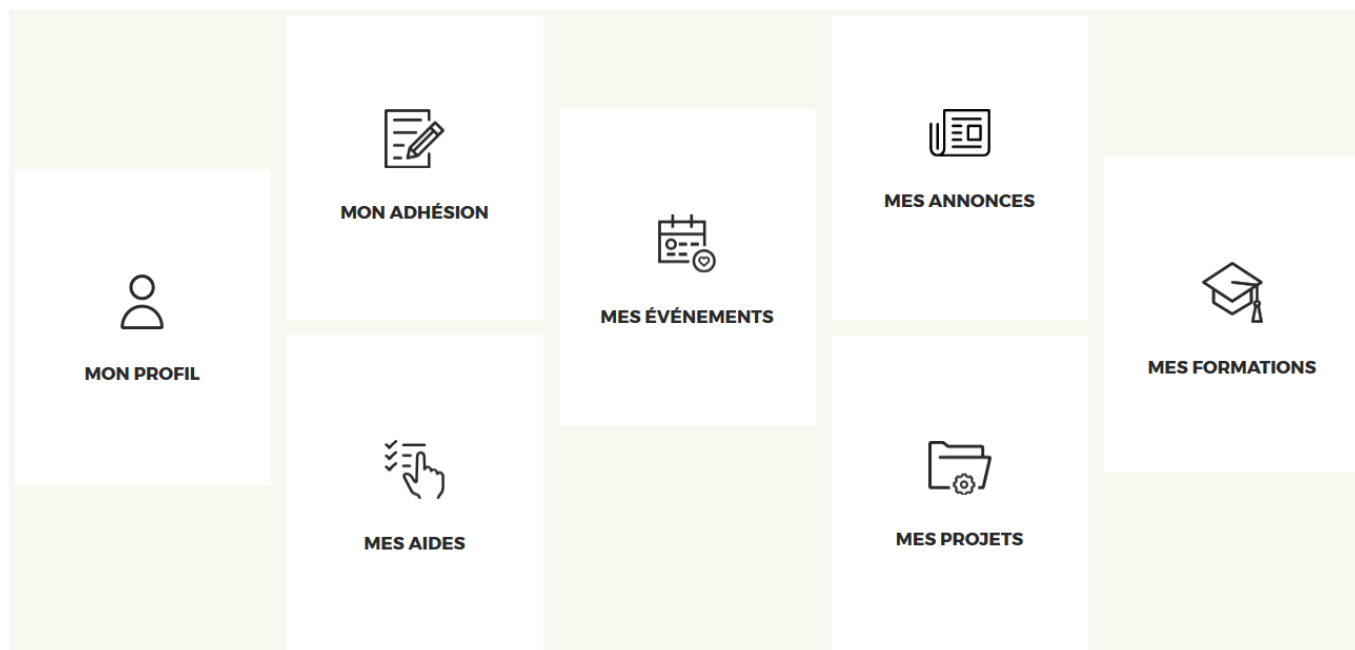 MON PROFIL
MON ADHÉSION
MES AIDES
MES ÉVÉNEMENTS
MES ANNONCES
MES PROJETS
MES FORMATIONS